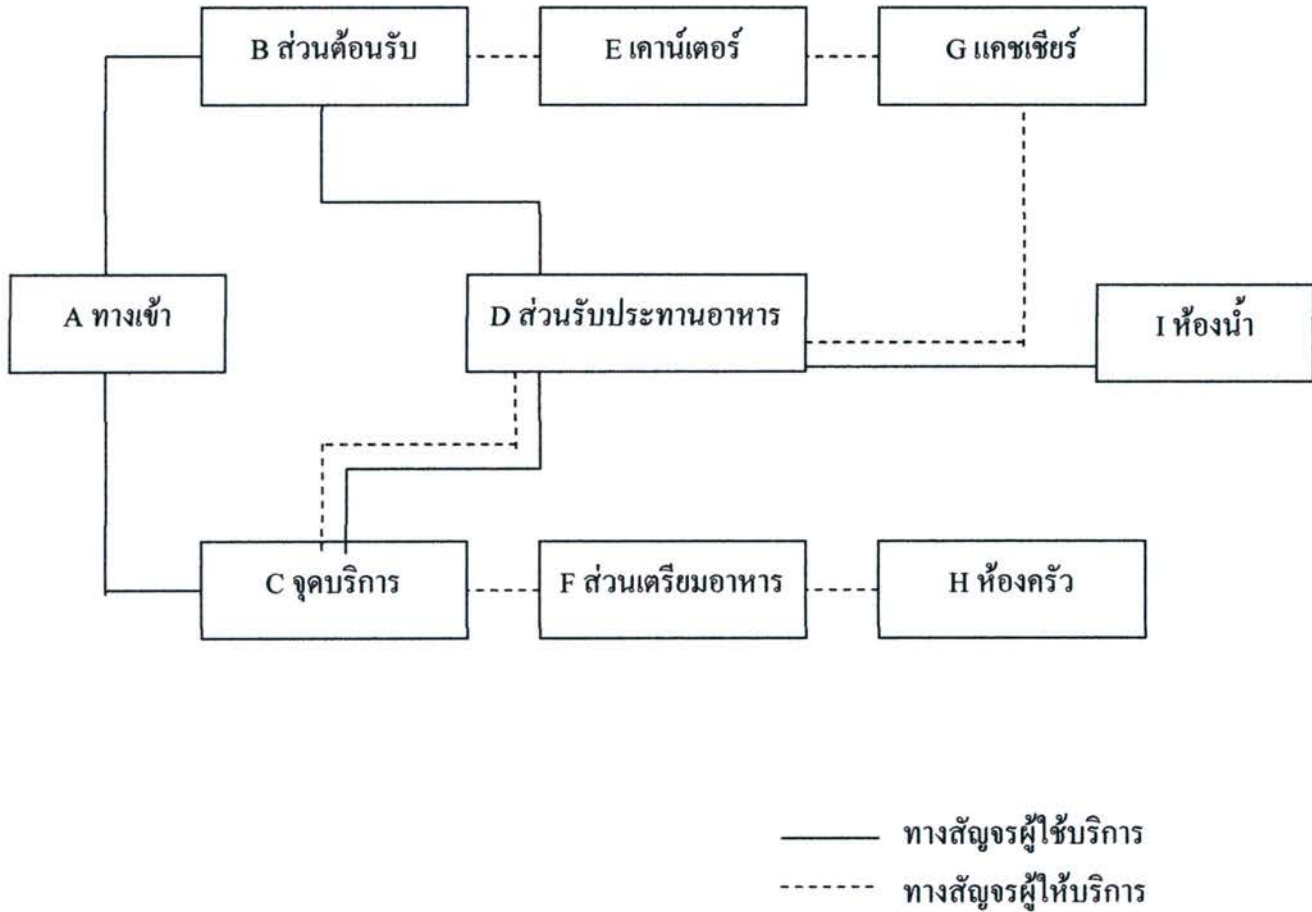 B ส่วนต้อนรับ
E เคาน์เตอร์
G แคชเชียร์
A ทางเข้า
D ส่วนรับประทานอาหาร
I ห้องน้ำ
C จุดบริการ
F ส่วนเตรียมอาหาร
H ห้องครัว
ทางสัญจรผู้ใช้บริการ
ทางสัญจรผู้ให้บริการ